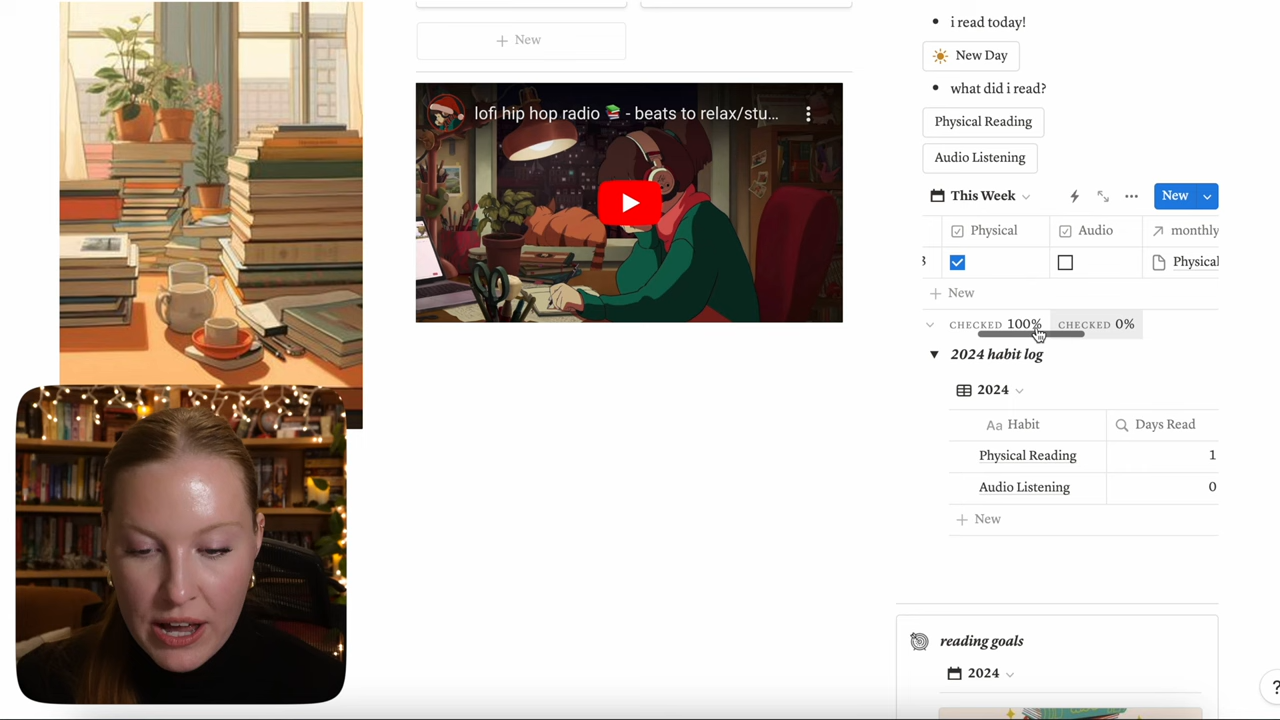 + New
lofi hip hop radio 📚 - beats to relax/stu...
i read today!
New Day
what did i read?
Physical Reading
Audio Listening
This Week
New
Physical
Audio
monthly
Physical
+ New
CHECKED 100%
CHECKED 0%
2024 habit log
2024
Aa Habit
Days Read
Physical Reading
1
Audio Listening
0
+ New
reading goals
2024
?